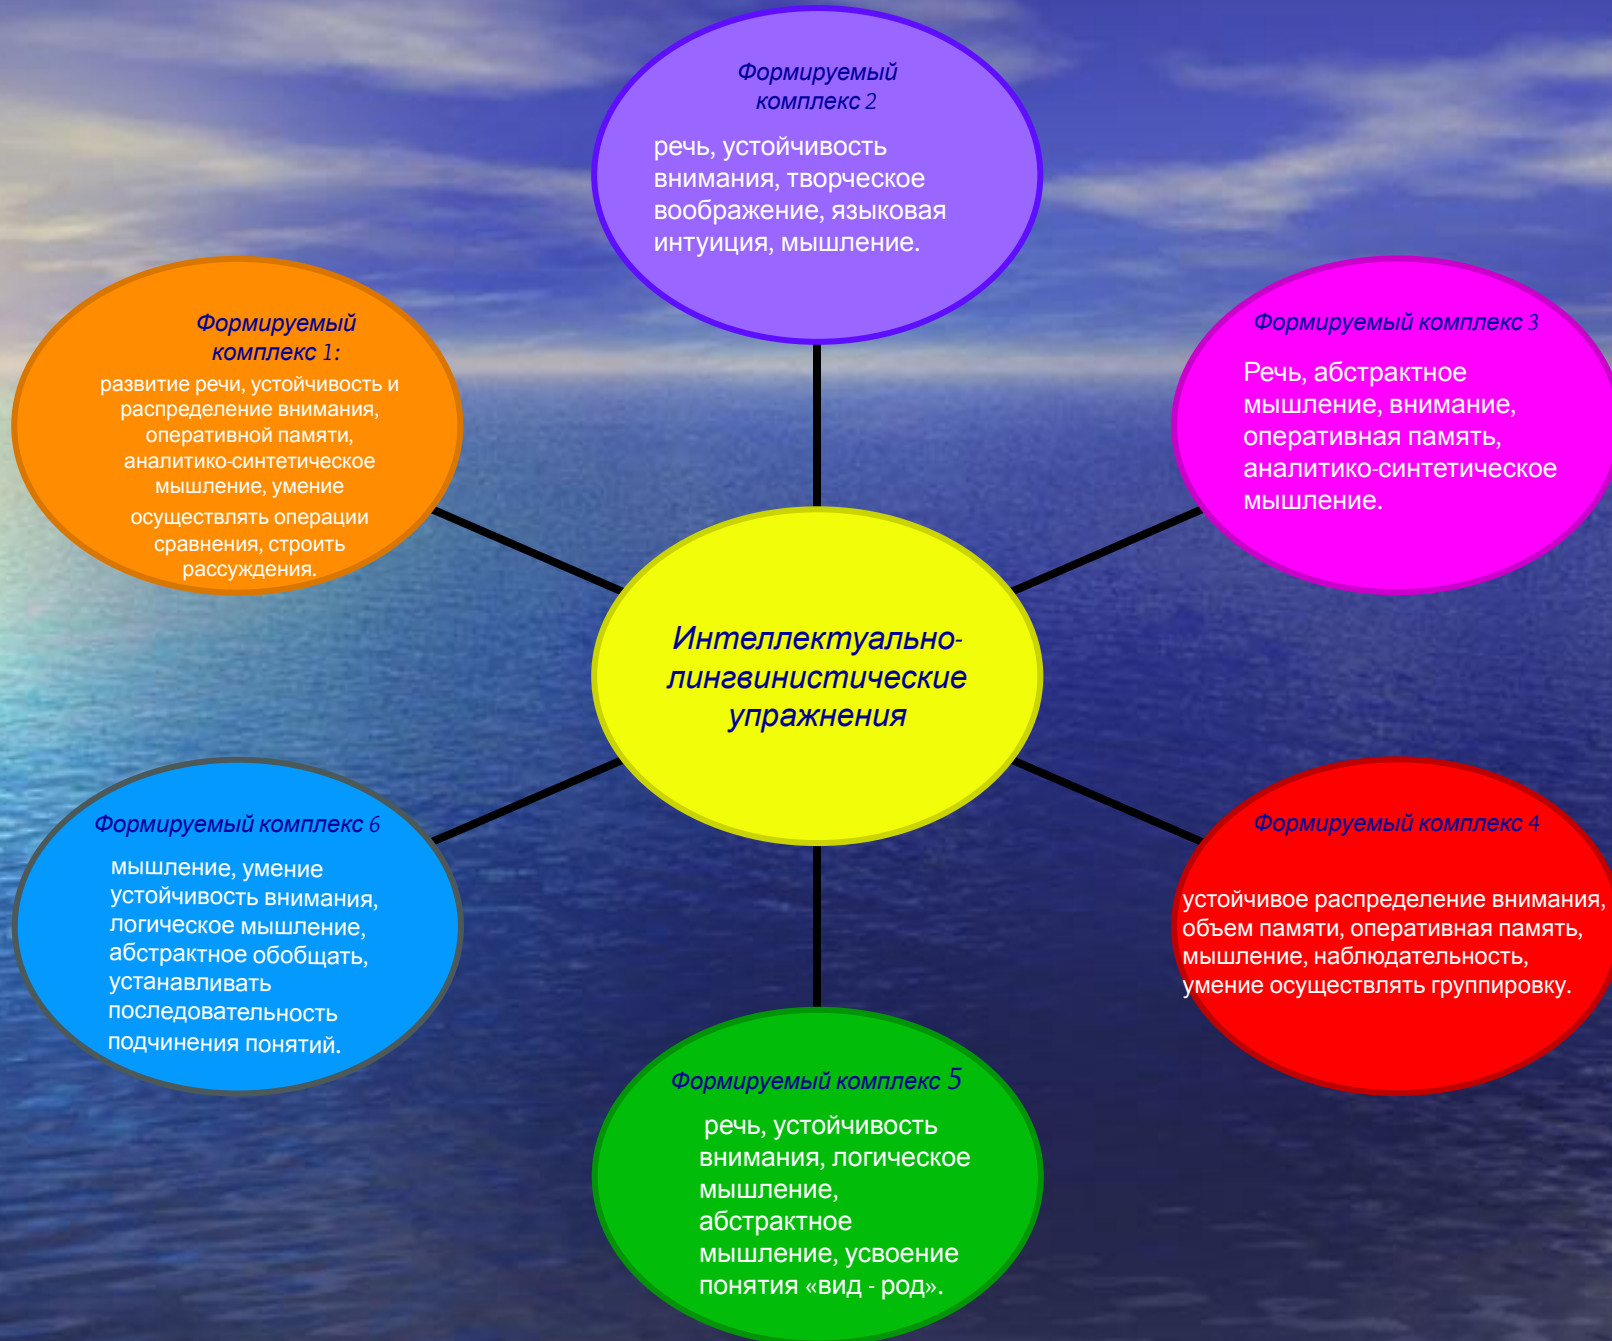 Формируемый
комплекс 2
речь, устойчивость
внимания, творческое
воображение, языковая
интуиция, мышление.
Формируемый
комплекс 1:
развитие речи, устойчивость и
распределение внимания,
оперативной памяти,
аналитико-синтетическое
мышление, умение
осуществлять операции
сравнения, строить
рассуждения.
Формируемый комплекс 3
Речь, абстрактное
мышление, внимание,
оперативная память,
аналитико-синтетическое
мышление.
Интеллектуально-
лингвинистические
упражнения
Формируемый комплекс 6
мышление, умение
устойчивость внимания,
логическое мышление,
абстрактное обобщать,
устанавливать
последовательность
подчинения понятий.
Формируемый комплекс 4
устойчивое распределение внимания,
объем памяти, оперативная память,
мышление, наблюдательность,
умение осуществлять группировку.
Формируемый комплекс 5
речь, устойчивость
внимания, логическое
мышление,
абстрактное
мышление, усвоение
понятия «вид - род».